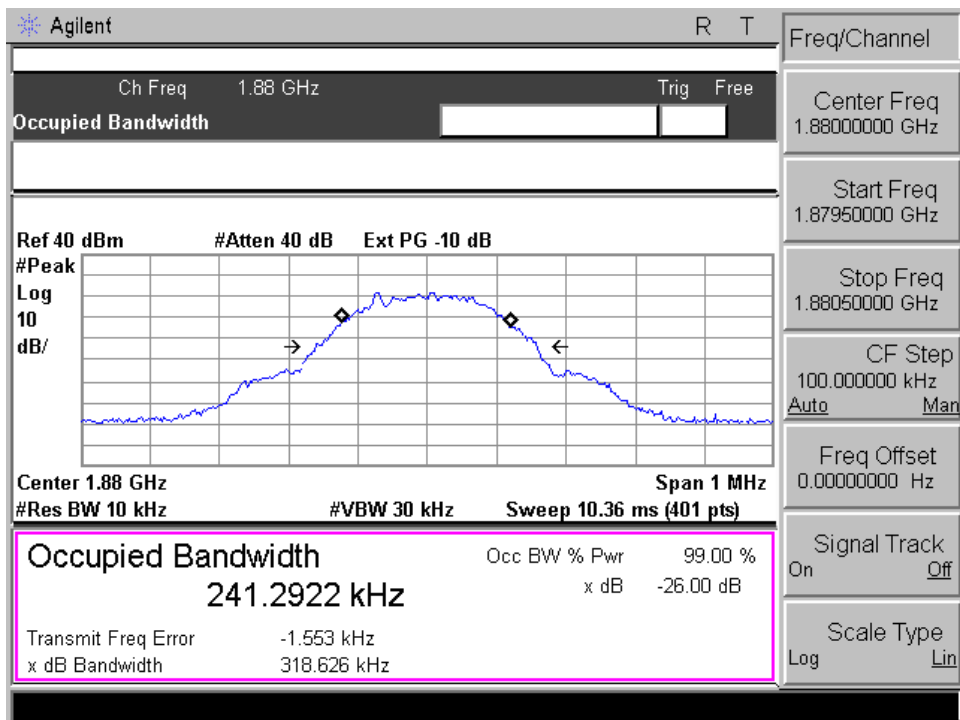 Agilent R T
Ch Freq 1.88 GHz Trig Free
Occupied Bandwidth
Ref 40 dBm #Atten 40 dB Ext PG -10 dB
#Peak
Log
10
dB/
Center 1.88 GHz Span 1 MHz
#Res BW 10 kHz #VBW 30 kHz Sweep 10.36 ms (401 pts)
Occupied Bandwidth Occ BW % Pwr 99.00 %
241.2922 kHz x dB -26.00 dB
Transmit Freq Error -1.553 kHz
x dB Bandwidth 318.626 kHz
Freq/Channel
Center Freq
1.88000000 GHz
Start Freq
1.87950000 GHz
Stop Freq
1.88050000 GHz
CF Step
100.000000 kHz
Auto Man
Freq Offset
0.00000000 Hz
Signal Track
On Off
Scale Type
Log Lin